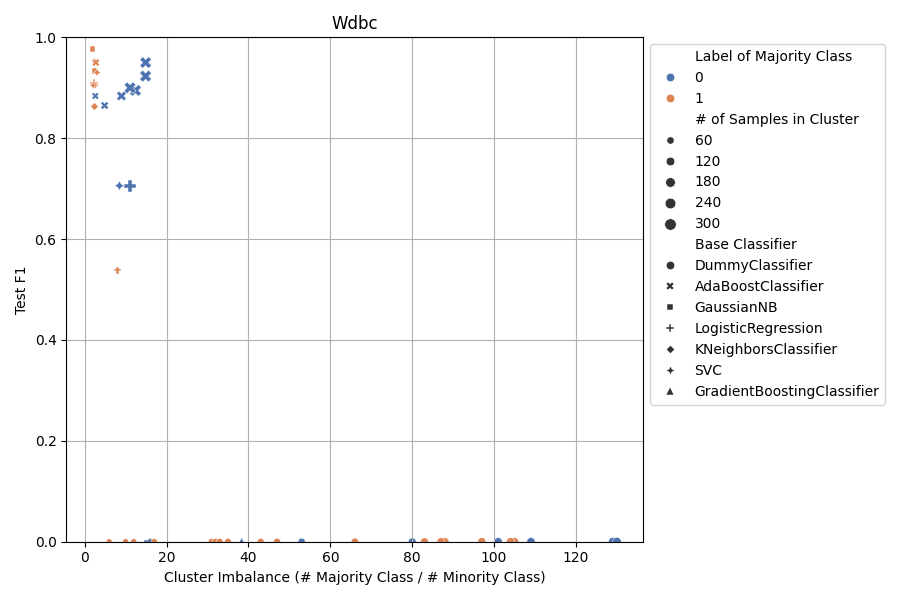 Wdbc
1.0
0.8
0.6
0.4
0.2
0.0
Test F1
0
20
40
60
80
100
120
Cluster Imbalance (# Majority Class / # Minority Class)
Label of Majority Class
0
1
# of Samples in Cluster
60
120
180
240
300
Base Classifier
DummyClassifier
AdaBoostClassifier
GaussianNB
LogisticRegression
KNeighborsClassifier
SVC
GradientBoostingClassifier